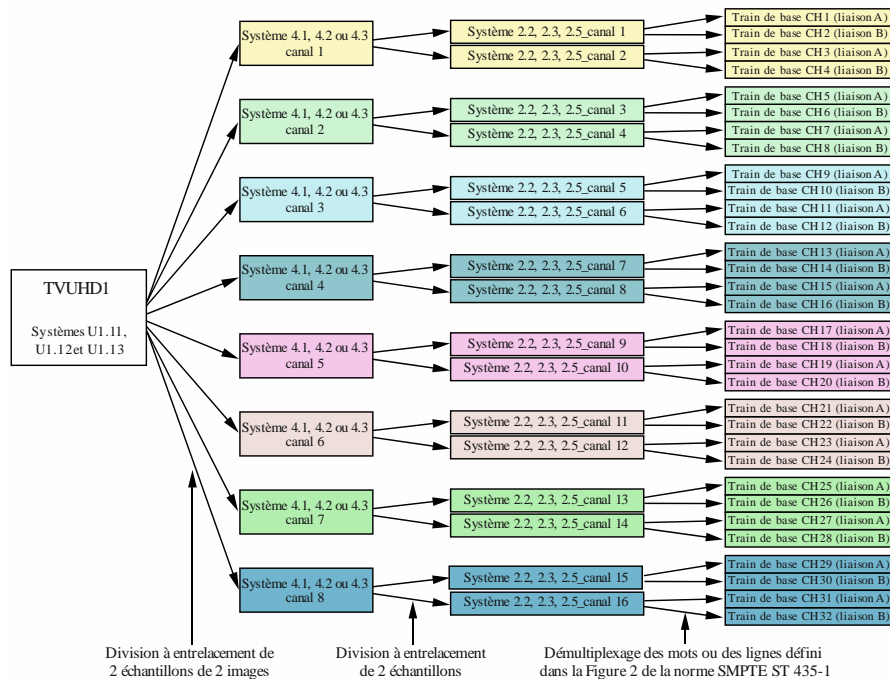 TVUHD1
Systèmes U1.11,
U1.12 et U1.13
Système 4.1, 4.2 ou 4.3
canal 1
Système 2.2, 2.3, 2.5_canal 1
Système 2.2, 2.3, 2.5_canal 2
Train de base CH1 (liaison A)
Train de base CH2 (liaison B)
Train de base CH3 (liaison A)
Train de base CH4 (liaison B)
Système 4.1, 4.2 ou 4.3
canal 2
Système 2.2, 2.3, 2.5_canal 3
Système 2.2, 2.3, 2.5_canal 4
Train de base CH5 (liaison A)
Train de base CH6 (liaison B)
Train de base CH7 (liaison A)
Train de base CH8 (liaison B)
Système 4.1, 4.2 ou 4.3
canal 3
Système 2.2, 2.3, 2.5_canal 5
Système 2.2, 2.3, 2.5_canal 6
Train de base CH9 (liaison A)
Train de base CH10 (liaison B)
Train de base CH11 (liaison A)
Train de base CH12 (liaison B)
Système 4.1, 4.2 ou 4.3
canal 4
Système 2.2, 2.3, 2.5_canal 7
Système 2.2, 2.3, 2.5_canal 8
Train de base CH13 (liaison A)
Train de base CH14 (liaison B)
Train de base CH15 (liaison A)
Train de base CH16 (liaison B)
Système 4.1, 4.2 ou 4.3
canal 5
Système 2.2, 2.3, 2.5_canal 9
Système 2.2, 2.3, 2.5_canal 10
Train de base CH17 (liaison A)
Train de base CH18 (liaison B)
Train de base CH19 (liaison A)
Train de base CH20 (liaison B)
Système 4.1, 4.2 ou 4.3
canal 6
Système 2.2, 2.3, 2.5_canal 11
Système 2.2, 2.3, 2.5_canal 12
Train de base CH21 (liaison A)
Train de base CH22 (liaison B)
Train de base CH23 (liaison A)
Train de base CH24 (liaison B)
Système 4.1, 4.2 ou 4.3
canal 7
Système 2.2, 2.3, 2.5_canal 13
Système 2.2, 2.3, 2.5_canal 14
Train de base CH25 (liaison A)
Train de base CH26 (liaison B)
Train de base CH27 (liaison A)
Train de base CH28 (liaison B)
Système 4.1, 4.2 ou 4.3
canal 8
Système 2.2, 2.3, 2.5_canal 15
Système 2.2, 2.3, 2.5_canal 16
Train de base CH29 (liaison A)
Train de base CH30 (liaison B)
Train de base CH31 (liaison A)
Train de base CH32 (liaison B)
Division à entrelacement de
2 échantillons de 2 images
Division à entrelacement
de 2 échantillons
Démultiplexage des mots ou des lignes défini
dans la Figure 2 de la norme SMPTE ST 435-1